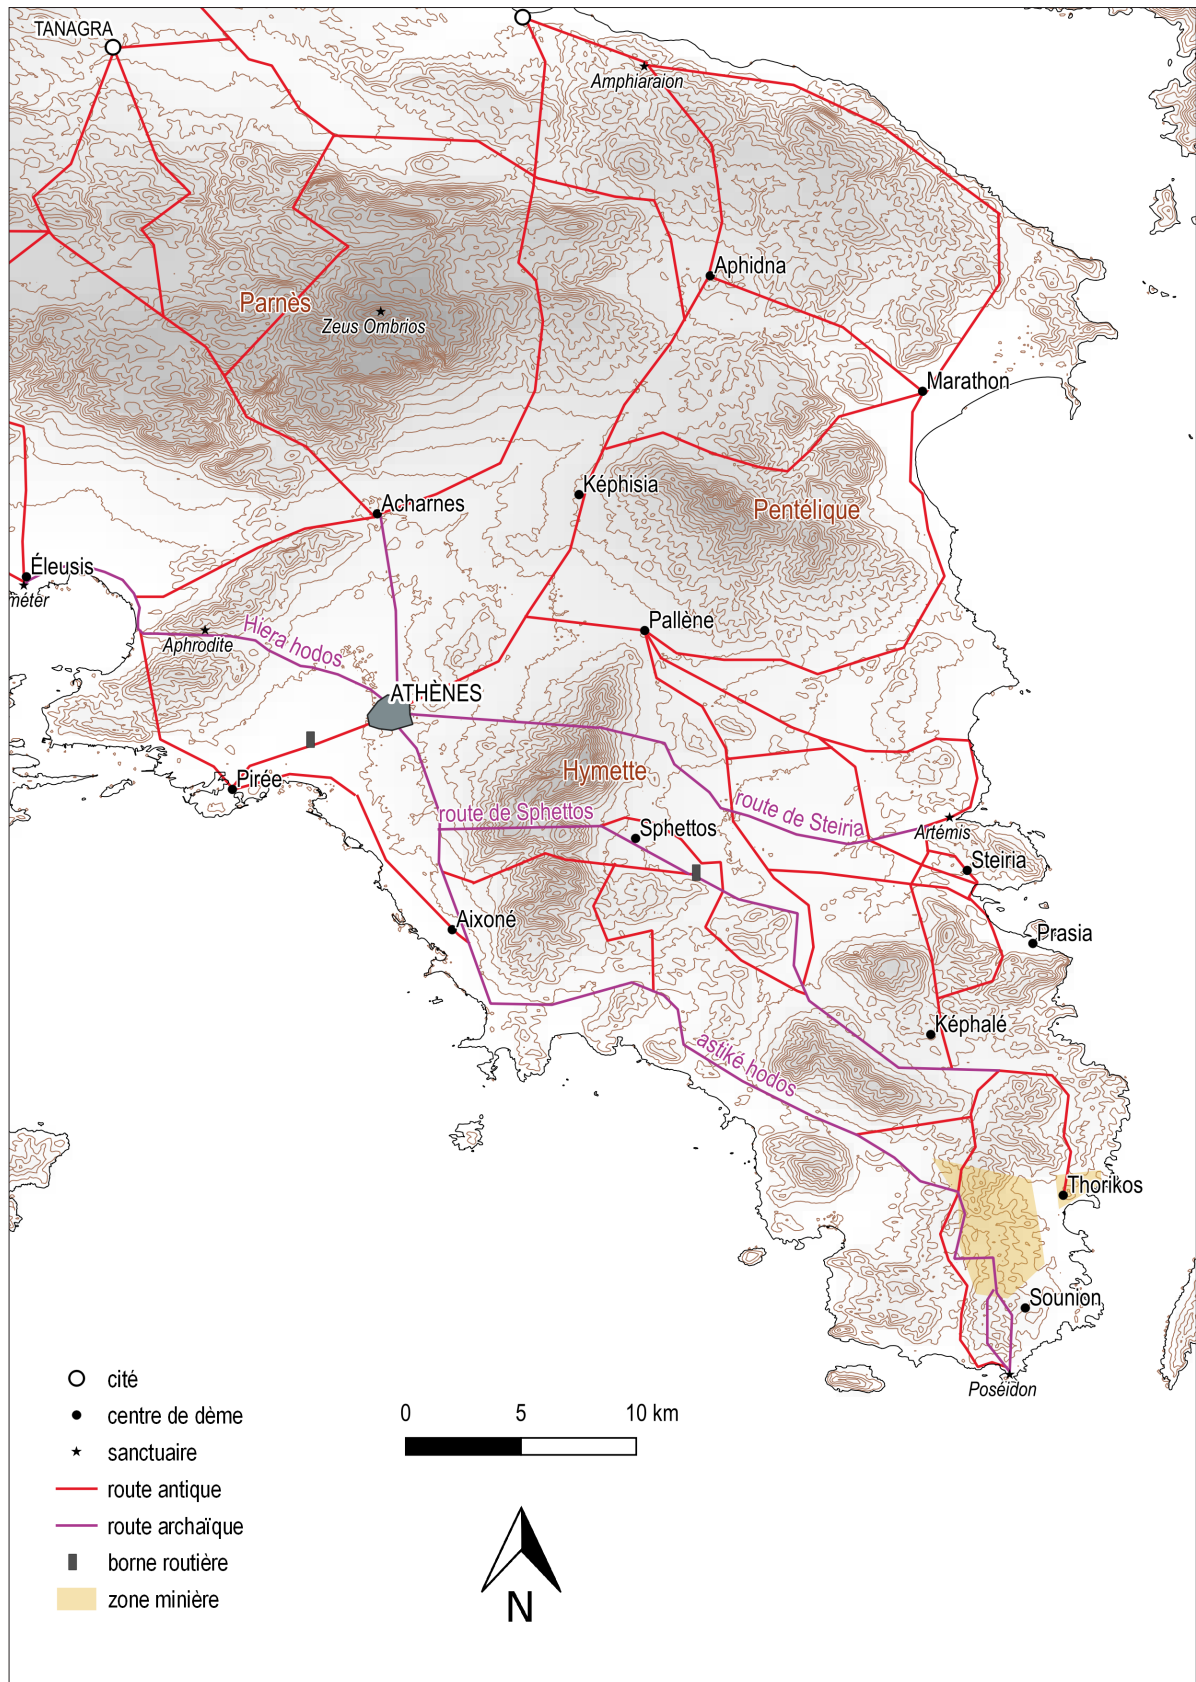 TANAGRA
Amphiaraion
Aphidna
Parnès
Zeus Ombrios
Marathon
Képhisia
Acharnes
Pentélique
Éleusis
méter
Pallène
Hiera hodos
Aphrodite
ATHÈNES
Hymette
Pirée
route de Sphettos
route de Steiria
Sphettos
Artémis
Steiria
Aixoné
Prasia
Képhalé
astiké hodos
Thorikos
Sounion
Poséidon
cité
centre de dème
sanctuaire
route antique
route archaïque
borne routière
zone minière
0 5 10 km
N